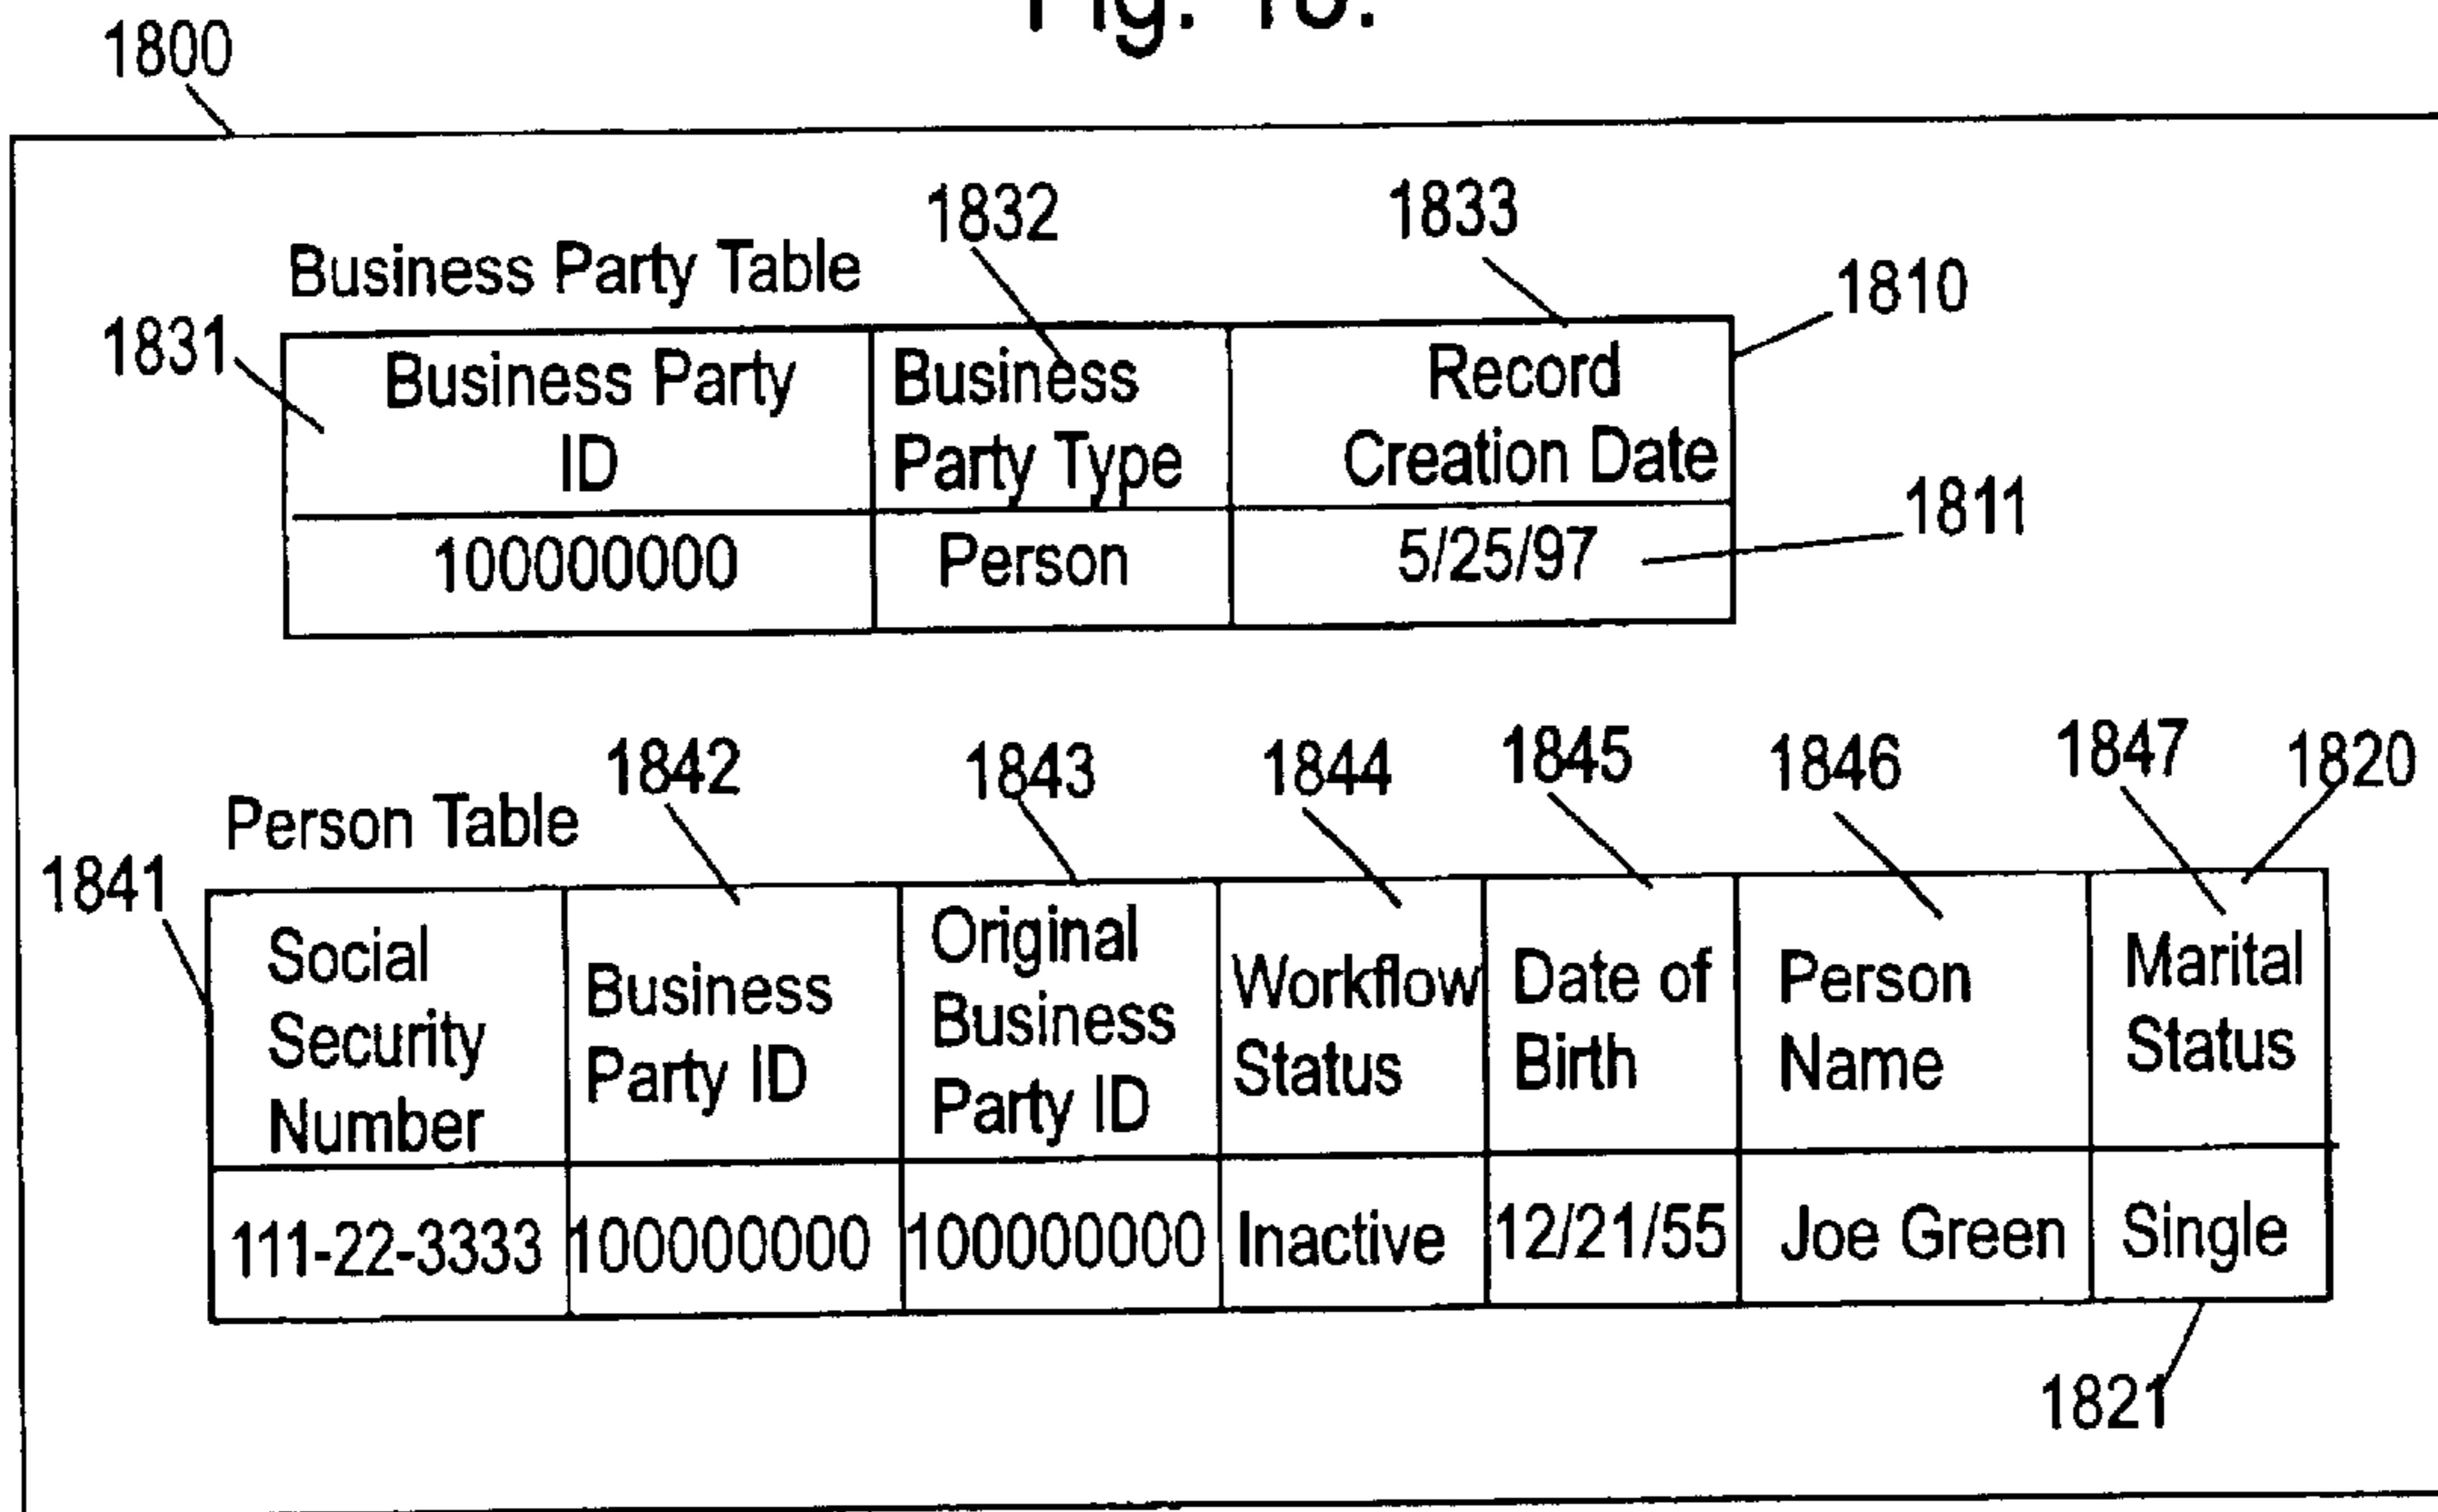 1800
1832
1833
Business Party Table
1810
1831
Business Party
ID
Business
Party Type
Record
Creation Date
1811
100000000
Person
5/25/97
1842
1843
1844
1845
1846
1847
1820
Person Table
1841
Social
Security
Number
Business
Party ID
Original
Business
Party ID
Workflow
Status
Date of
Birth
Person
Name
Marital
Status
111-22-3333
100000000
100000000
Inactive
12/21/55
Joe Green
Single
1821